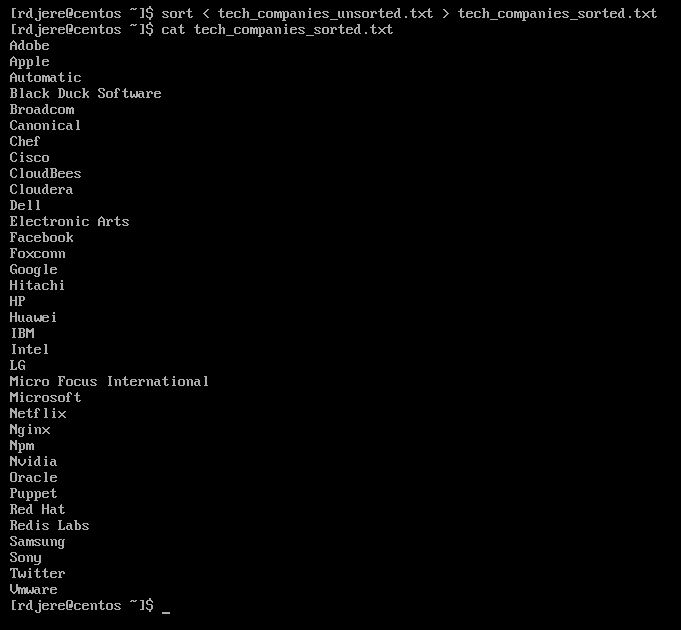 [rdjere@centos ~]$ sort < tech_companies_unsorted.txt > tech_companies_sorted.txt
[rdjere@centos ~]$ cat tech_companies_sorted.txt
Adobe
Apple
Automatic
Black Duck Software
Broadcom
Canonical
Chef
Cisco
CloudBees
Cloudera
Dell
Electronic Arts
Facebook
Foxconn
Google
Hitachi
HP
Huawei
IBM
Intel
LG
Micro Focus International
Microsoft
Netflix
Nginx
Npm
Nvidia
Oracle
Puppet
Red Hat
Redis Labs
Samsung
Sony
Twitter
Vmware
[rdjere@centos ~]$ _